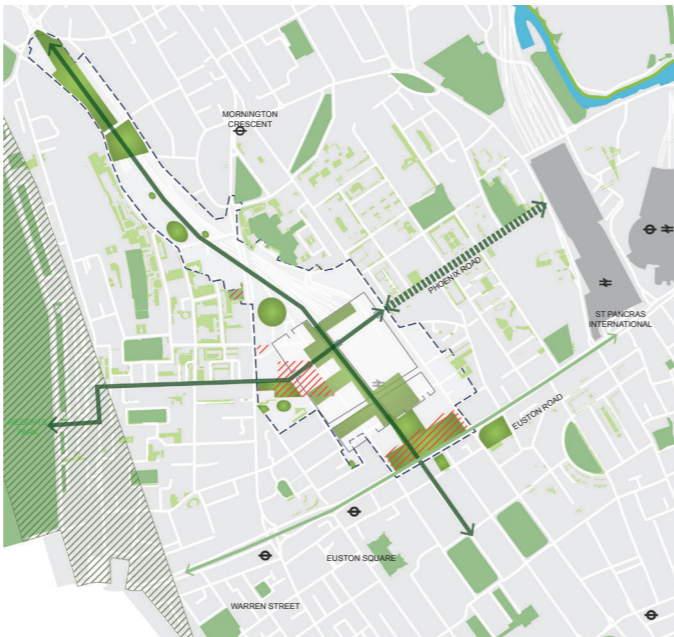 MORNINGTON
CRESCENT
PHOENIX ROAD
ST PANCRAS
INTERNATIONAL
EUSTON ROAD
EUSTON SQUARE
WARREN STREET